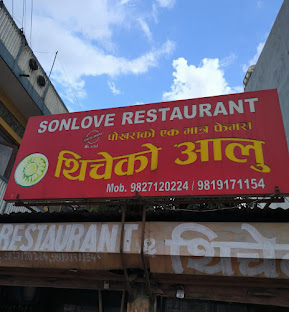 SONLOVE RESTAURANT
पोखराको एक मात्र फेमस
थिचेको आलु
Mob. 9827120224 / 9819171154
RESTAURANT & थिचे